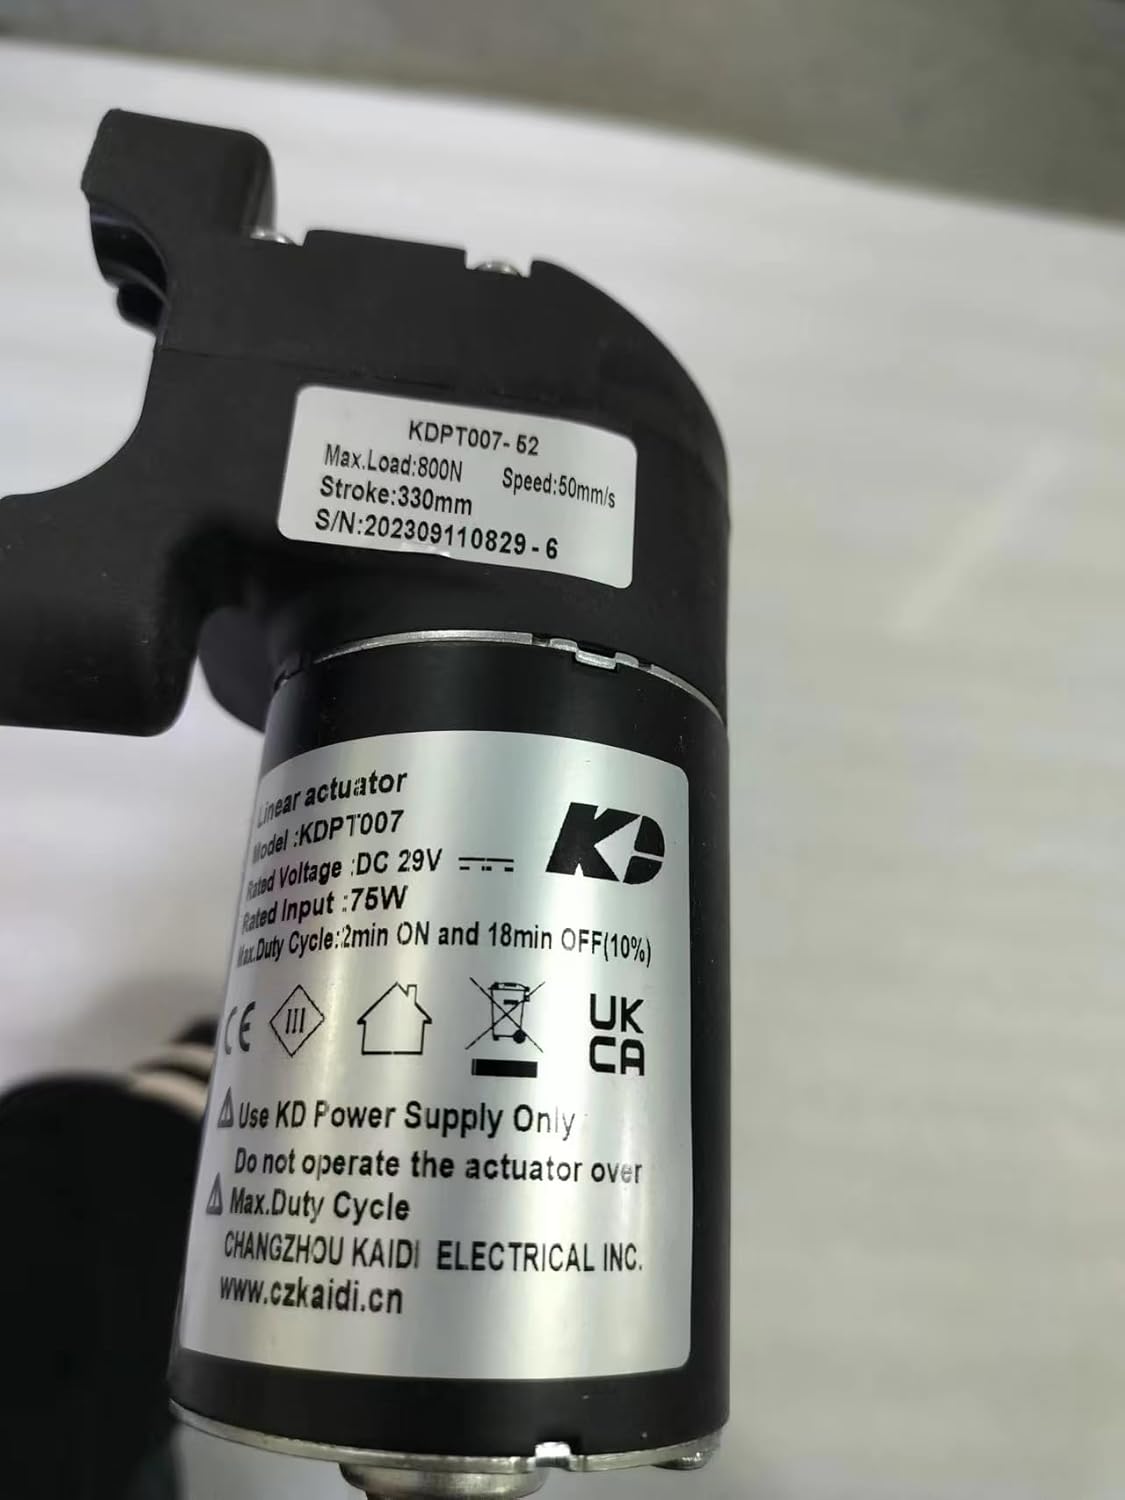 KDPT007- 52
Max.Load:800N Speed:50mm/s
Stroke:330mm
S/N:202309110829-6
Linear actuator
Model :KDPT007
Rated Voltage :DC 29V
Rated Input :75W
Max.Duty Cycle:2min ON and 18min OFF(10%)
KD
CE III UK CA
Use KD Power Supply Only
Do not operate the actuator over
Max.Duty Cycle
CHANGZHOU KAIDI ELECTRICAL INC.
www.czkaidi.cn